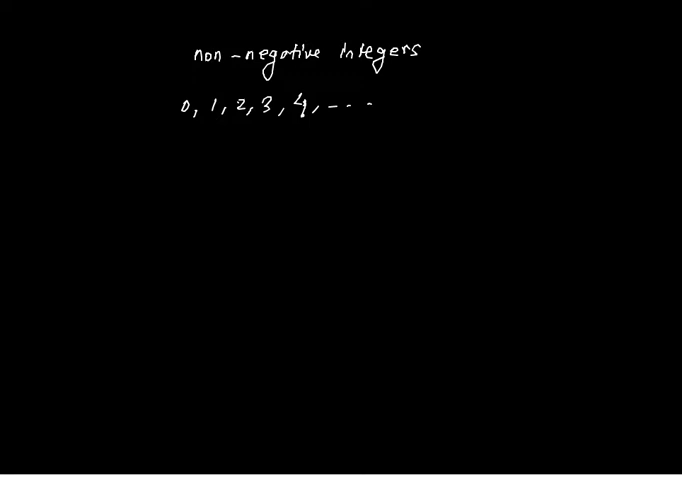 non-negative integers
0, 1, 2, 3, 4, ....